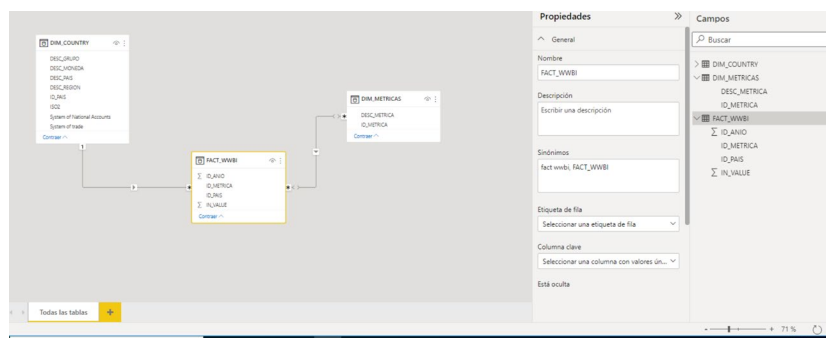 DIM_COUNTRY
DESC_GRUPO
DESC_MONEDA
DESC_PAIS
DESC_REGION
ID_PAIS
ISO2
System of National Accounts
System of trade
Contraer
1
DIM_METRICAS
DESC_METRICA
ID_METRICA
Contraer
FACT_WWBI
∑ ID_ANIO
ID_METRICA
ID_PAIS
∑ IN_VALUE
Contraer
Todas las tablas +
Propiedades
General
Nombre
FACT_WWBI
Descripción
Escribir una descripción
Sinónimos
fact wwbi, FACT_WWBI
Etiqueta de fila
Seleccionar una etiqueta de fila
Columna clave
Seleccionar una columna con valores ún...
Está oculta
Campos
Buscar
DIM_COUNTRY
DIM_METRICAS
DESC_METRICA
ID_METRICA
FACT_WWBI
∑ ID_ANIO
ID_METRICA
ID_PAIS
∑ IN_VALUE
- + 71 %